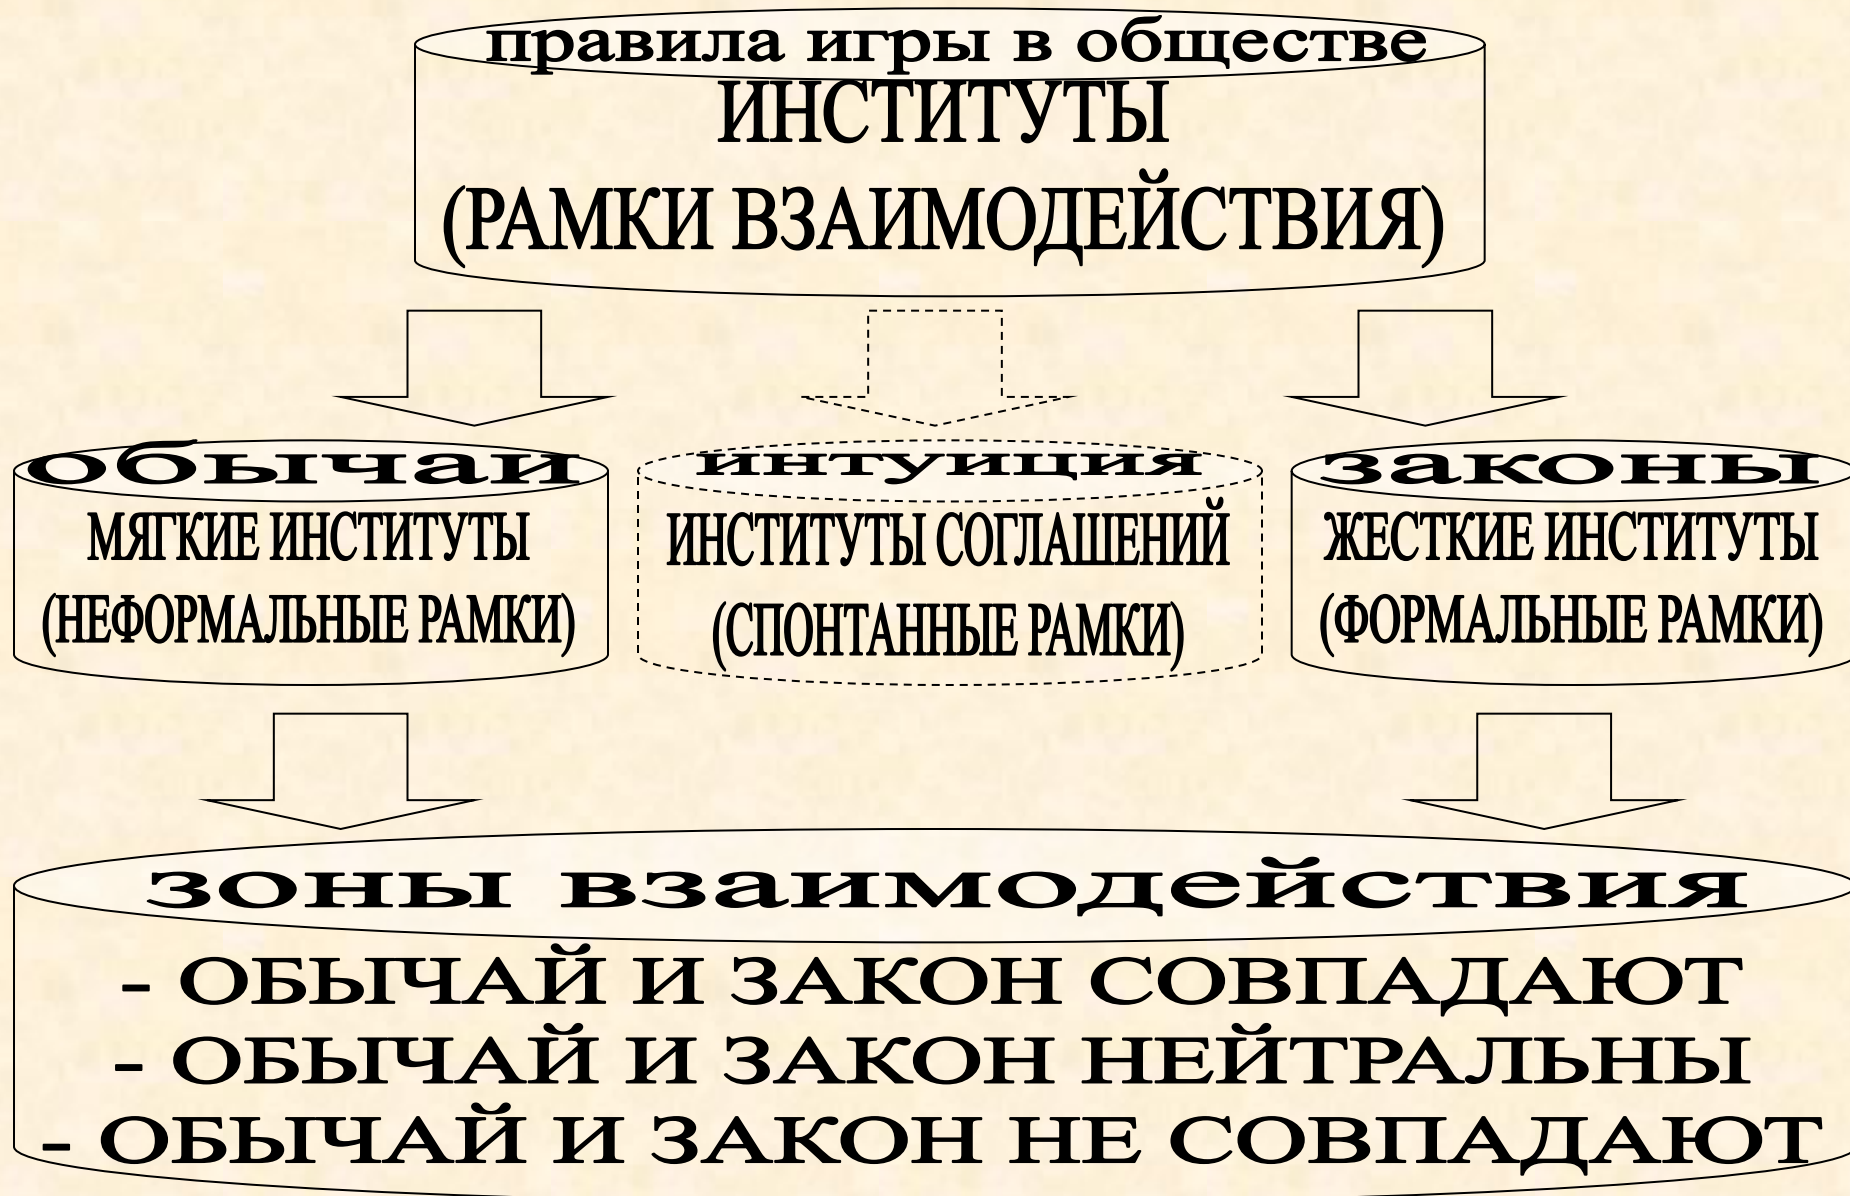 правила игры в обществе
ИНСТИТУТЫ
(РАМКИ ВЗАИМОДЕЙСТВИЯ)
обычаи
МЯГКИЕ ИНСТИТУТЫ
(НЕФОРМАЛЬНЫЕ РАМКИ)
интуиция
ИНСТИТУТЫ СОГЛАШЕНИЙ
(СПОНТАННЫЕ РАМКИ)
законы
ЖЕСТКИЕ ИНСТИТУТЫ
(ФОРМАЛЬНЫЕ РАМКИ)
зоны взаимодействия
- ОБЫЧАЙ И ЗАКОН СОВПАДАЮТ
- ОБЫЧАЙ И ЗАКОН НЕЙТРАЛЬНЫ
- ОБЫЧАЙ И ЗАКОН НЕ СОВПАДАЮТ